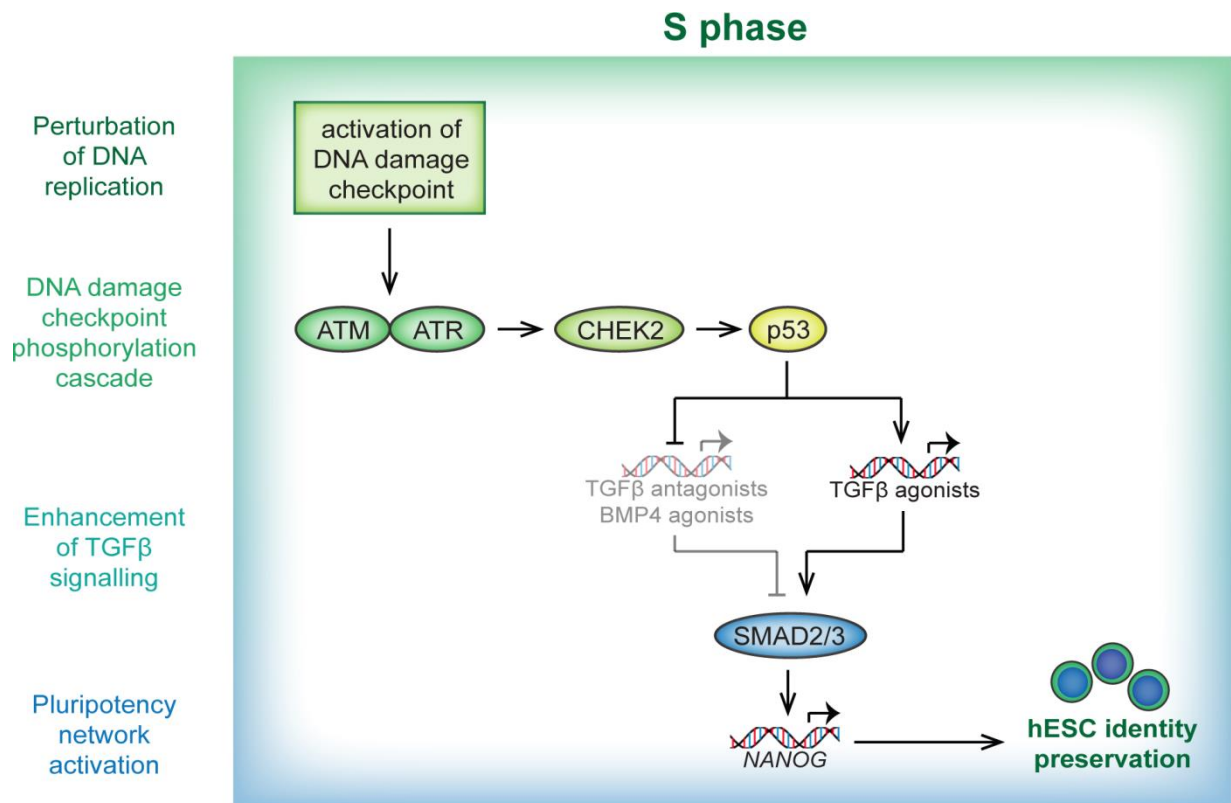 S phase
Perturbation
of DNA
replication
activation of
DNA damage
checkpoint
DNA damage
checkpoint
phosphorylation
cascade
ATM
ATR
CHEK2
p53
TGFβ antagonists
BMP4 agonists
TGFβ agonists
Enhancement
of TGFβ
signalling
SMAD2/3
Pluripotency
network
activation
NANOG
hESC identity
preservation